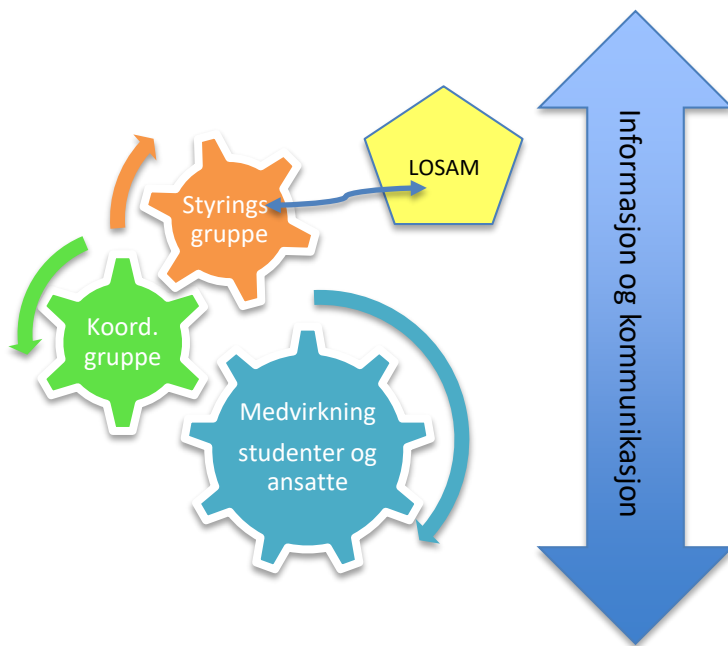 LOSAM
Styrings
gruppe
Koord.
gruppe
Medvirkning
studenter og
ansatte
Informasjon og kommunikasjon